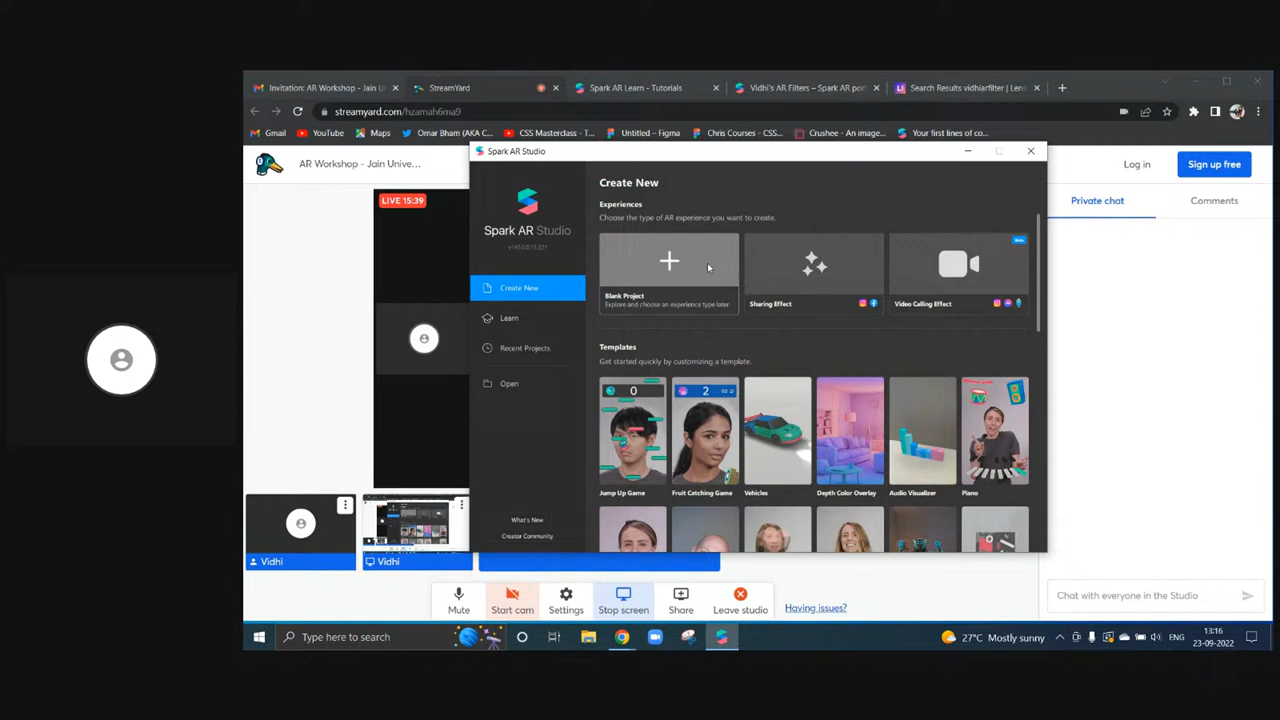 Invitation: AR Workshop - Jain U
StreamYard
Spark AR Learn - Tutorials
Vidhi's AR Filters – Spark AR por
Search Results vidhiarfilter | Len
streamyard.com/hzamah6ma9
Gmail
YouTube
Maps
Omar Bham (AKA C...
CSS Masterclass - T...
Untitled – Figma
Chris Courses - CSS...
Crushee - An image...
Your first lines of co...
AR Workshop - Jain Unive...
Log in
Sign up free
Private chat
Comments
LIVE 15:39
Spark AR Studio
Spark AR Studio
Create New
Learn
Recent Projects
Open
What's New
Creator Community
Create New
Experiences
Choose the type of AR experience you want to create.
Blank Project
Explore and choose an experience type later.
Sharing Effect
Beta
Video Calling Effect
Templates
Get started quickly by customizing a template.
0
2
Jump Up Game
Fruit Catching Game
Vehicles
Depth Color Overlay
Audio Visualizer
Piano
Vidhi
Vidhi
Mute
Start cam
Settings
Stop screen
Share
Leave studio
Having issues?
Chat with everyone in the Studio
Type here to search
27°C Mostly sunny
ENG
13:16
23-09-2022